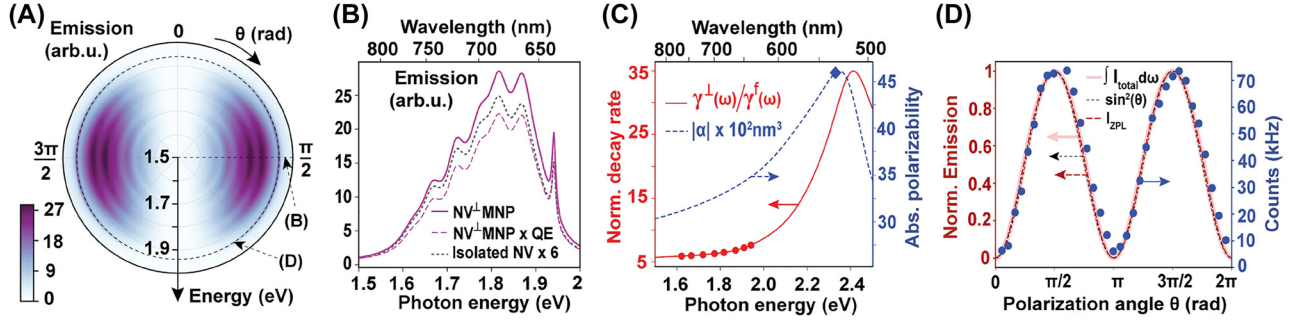 (A)
Emission
(arb.u.)
0
θ (rad)
3π
2
π
2
1.5
1.7
1.9
27
18
9
0
(B)
(D)
Energy (eV)
(B)
Wavelength (nm)
800 750 700 650
Emission
(arb.u.)
25
20
15
10
5
0
NV⊥MNP
NV⊥MNP x QE
Isolated NV x 6
1.5 1.6 1.7 1.8 1.9 2
Photon energy (eV)
(C)
Wavelength (nm)
800 700 600 500
Norm. decay rate
35
25
15
5
γ⊥(ω)/γf(ω)
|α| x 10²nm³
45
40
35
30
Abs. polarizability
1.6 1.8 2.0 2.2 2.4
Photon energy (eV)
(D)
Norm. Emission
1
0.8
0.6
0.4
0.2
0
∫ Itotaldω
sin²(θ)
IZPL
70
60
50
40
30
20
10
0
Counts (kHz)
0 π/2 π 3π/2 2π
Polarization angle θ (rad)